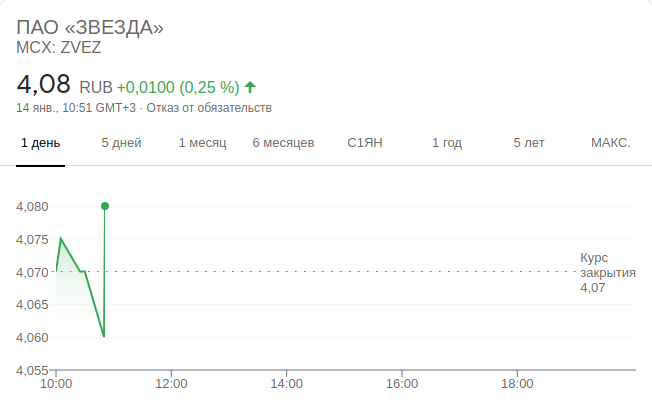 ПАО «ЗВЕЗДА»
MCX: ZVEZ
4,08 RUB +0,0100 (0,25 %)
14 янв., 10:51 GMT+3 · Отказ от обязательств
1 день 5 дней 1 месяц 6 месяцев С1ЯН 1 год 5 лет МАКС.
4,080
4,075
4,070
4,065
4,060
4,055
Курс
закрытия
4,07
10:00 12:00 14:00 16:00 18:00